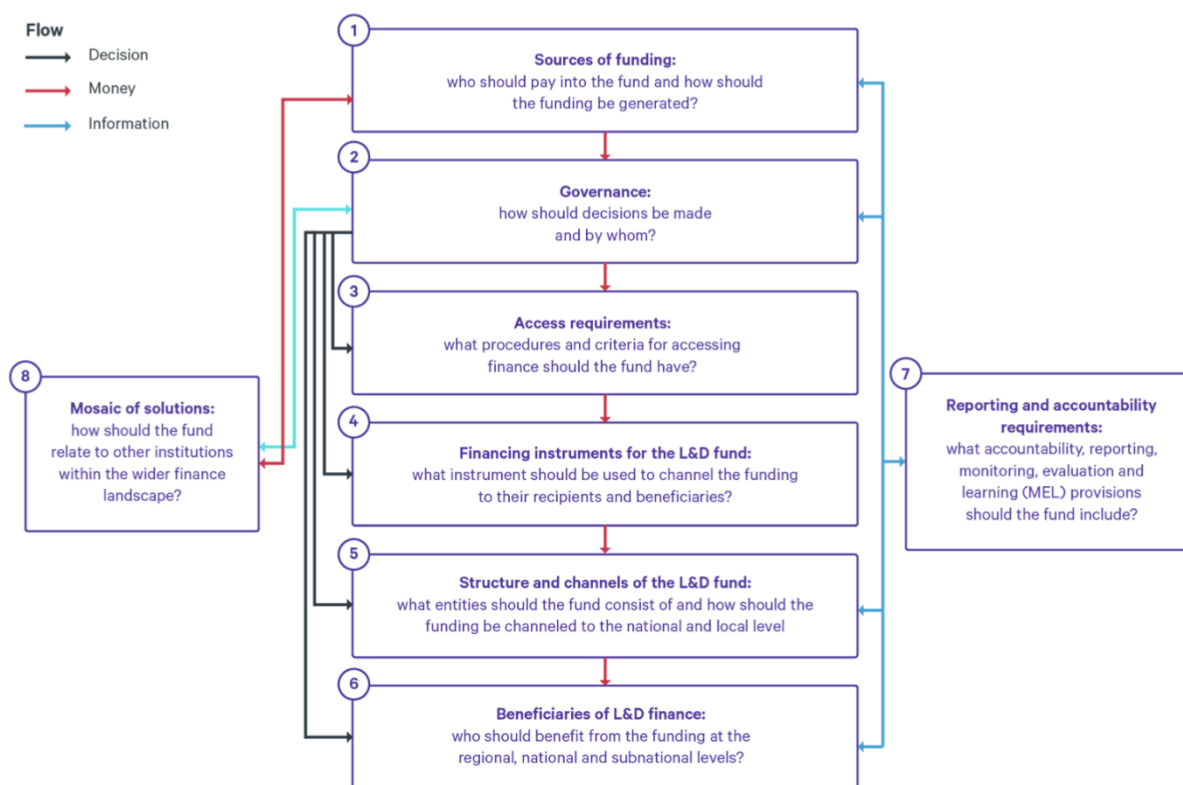 Flow
Decision
Money
Information
1
Sources of funding:
who should pay into the fund and how should
the funding be generated?
2
Governance:
how should decisions be made
and by whom?
3
Access requirements:
what procedures and criteria for accessing
finance should the fund have?
4
Financing instruments for the L&D fund:
what instrument should be used to channel the funding
to their recipients and beneficiaries?
5
Structure and channels of the L&D fund:
what entities should the fund consist of and how should the
funding be channeled to the national and local level
6
Beneficiaries of L&D finance:
who should benefit from the funding at the
regional, national and subnational levels?
7
Reporting and accountability
requirements:
what accountability, reporting,
monitoring, evaluation and
learning (MEL) provisions
should the fund include?
8
Mosaic of solutions:
how should the fund
relate to other institutions
within the wider finance
landscape?